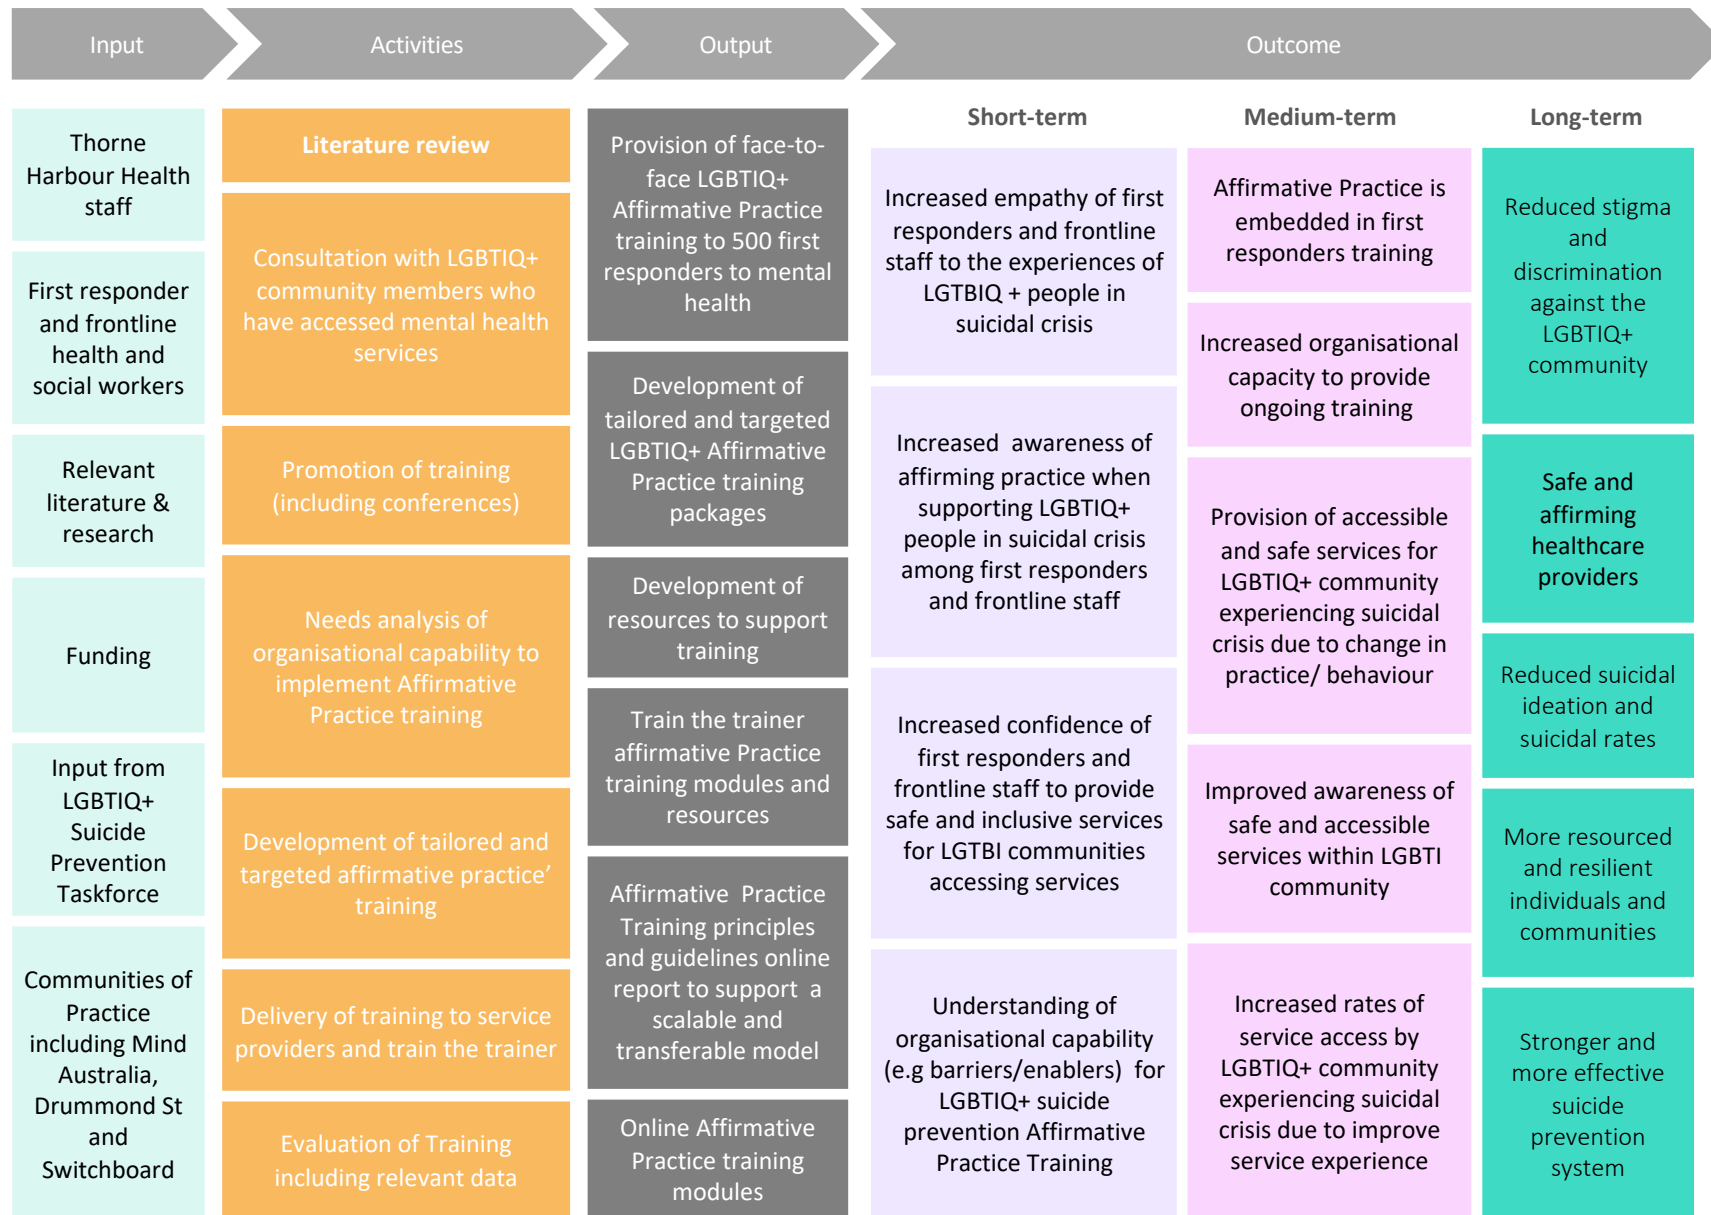 Input
Activities
Output
Outcome
Thorne
Harbour Health
staff
First responder
and frontline
health and
social workers
Relevant
literature &
research
Funding
Input from
LGBTIQ+
Suicide
Prevention
Taskforce
Communities of
Practice
including Mind
Australia,
Drummond St
and
Switchboard
Literature review
Consultation with LGBTIQ+
community members who
have accessed mental health
services
Promotion of training
(including conferences)
Needs analysis of
organisational capability to
implement Affirmative
Practice training
Development of tailored and
targeted affirmative practice’
training
Delivery of training to service
providers and train the trainer
Evaluation of Training
including relevant data
Provision of face-to-
face LGBTIQ+
Affirmative Practice
training to 500 first
responders to mental
health
Development of
tailored and targeted
LGBTIQ+ Affirmative
Practice training
packages
Development of
resources to support
training
Train the trainer
affirmative Practice
training modules and
resources
Affirmative Practice
Training principles
and guidelines online
report to support a
scalable and
transferable model
Online Affirmative
Practice training
modules
Short-term
Increased empathy of first
responders and frontline
staff to the experiences of
LGTBIQ + people in
suicidal crisis
Increased awareness of
affirming practice when
supporting LGBTIQ+
people in suicidal crisis
among first responders
and frontline staff
Increased confidence of
first responders and
frontline staff to provide
safe and inclusive services
for LGTBI communities
accessing services
Understanding of
organisational capability
(e.g barriers/enablers) for
LGBTIQ+ suicide
prevention Affirmative
Practice Training
Medium-term
Affirmative Practice is
embedded in first
responders training
Increased organisational
capacity to provide
ongoing training
Provision of accessible
and safe services for
LGBTIQ+ community
experiencing suicidal
crisis due to change in
practice/ behaviour
Improved awareness of
safe and accessible
services within LGBTI
community
Increased rates of
service access by
LGBTIQ+ community
experiencing suicidal
crisis due to improve
service experience
Long-term
Reduced stigma
and
discrimination
against the
LGBTIQ+
community
Safe and
affirming
healthcare
providers
Reduced suicidal
ideation and
suicidal rates
More resourced
and resilient
individuals and
communities
Stronger and
more effective
suicide
prevention
system